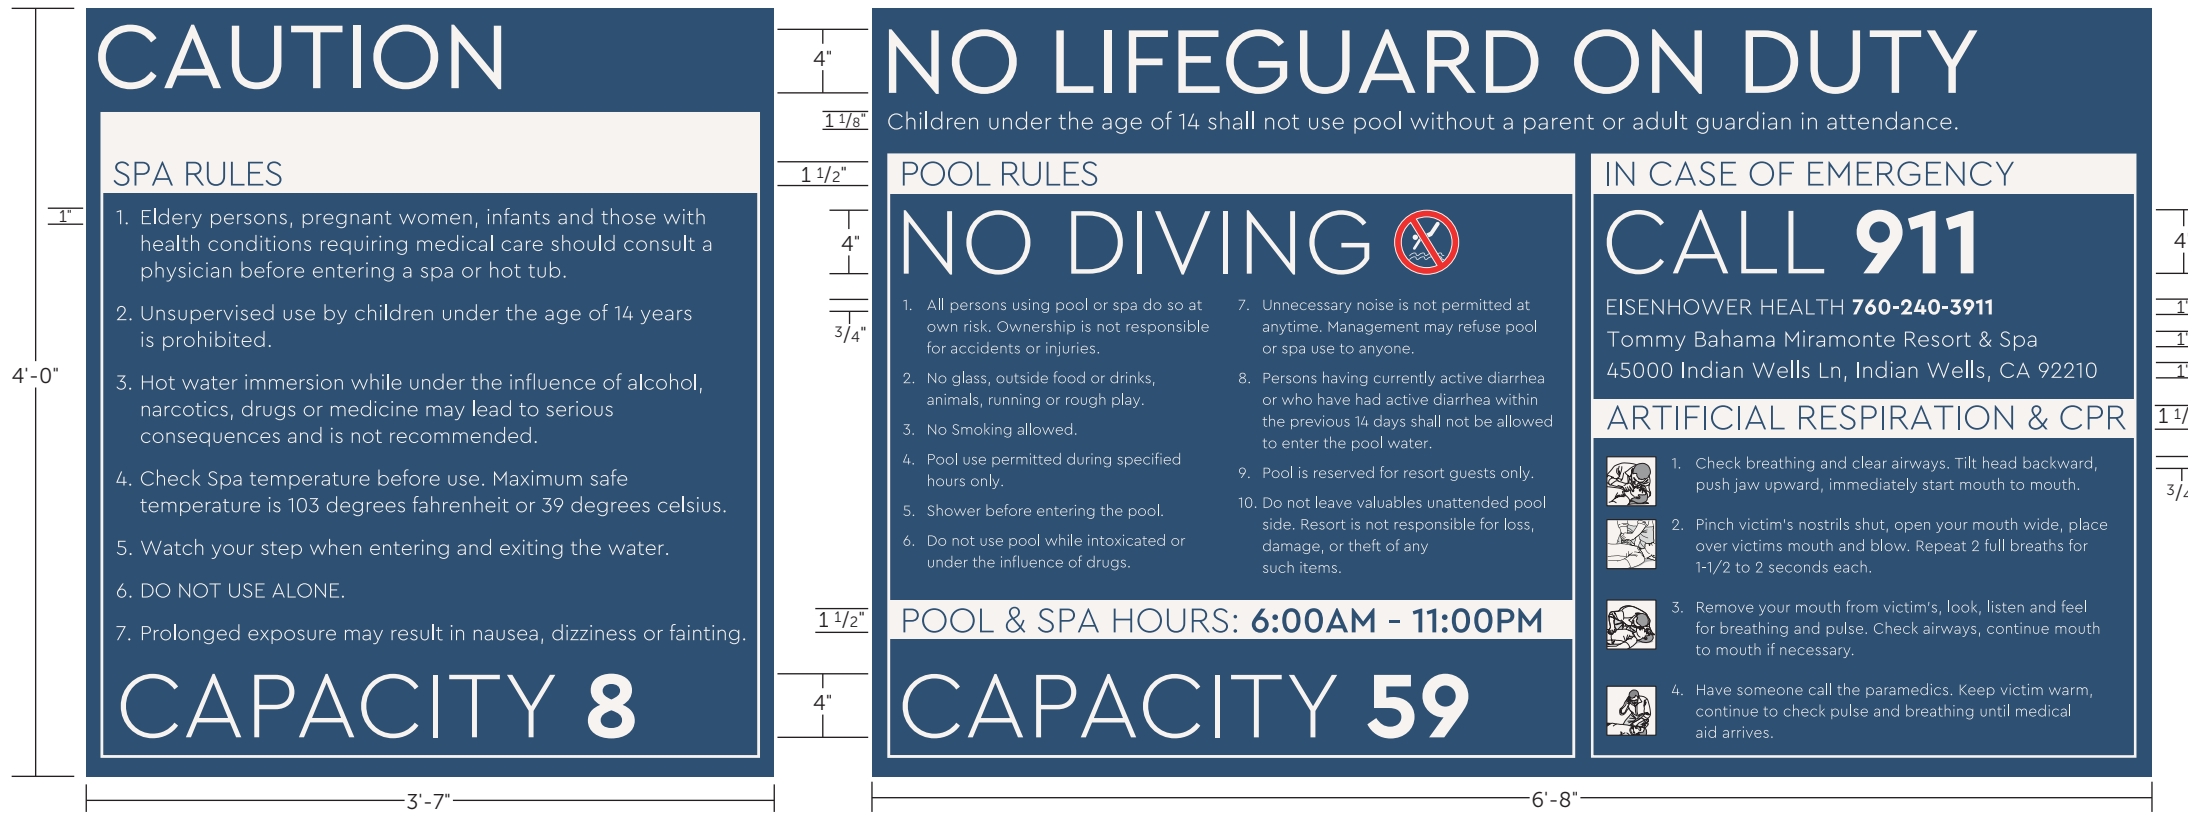 CAUTION
SPA RULES
1. Eldery persons, pregnant women, infants and those with
health conditions requiring medical care should consult a
physician before entering a spa or hot tub.
2. Unsupervised use by children under the age of 14 years
is prohibited.
3. Hot water immersion while under the influence of alcohol,
narcotics, drugs or medicine may lead to serious
consequences and is not recommended.
4. Check Spa temperature before use. Maximum safe
temperature is 103 degrees fahrenheit or 39 degrees celsius.
5. Watch your step when entering and exiting the water.
6. DO NOT USE ALONE.
7. Prolonged exposure may result in nausea, dizziness or fainting.
CAPACITY 8
4'-0"
1"
3'-7"
4"
1 1/8"
1 1/2"
4"
3/4"
1 1/2"
4"
NO LIFEGUARD ON DUTY
Children under the age of 14 shall not use pool without a parent or adult guardian in attendance.
POOL RULES
NO DIVING
1. All persons using pool or spa do so at
own risk. Ownership is not responsible
for accidents or injuries.
2. No glass, outside food or drinks,
animals, running or rough play.
3. No Smoking allowed.
4. Pool use permitted during specified
hours only.
5. Shower before entering the pool.
6. Do not use pool while intoxicated or
under the influence of drugs.
7. Unnecessary noise is not permitted at
anytime. Management may refuse pool
or spa use to anyone.
8. Persons having currently active diarrhea
or who have had active diarrhea within
the previous 14 days shall not be allowed
to enter the pool water.
9. Pool is reserved for resort guests only.
10. Do not leave valuables unattended pool
side. Resort is not responsible for loss,
damage, or theft of any
such items.
POOL & SPA HOURS: 6:00AM - 11:00PM
CAPACITY 59
IN CASE OF EMERGENCY
CALL 911
EISENHOWER HEALTH 760-240-3911
Tommy Bahama Miramonte Resort & Spa
45000 Indian Wells Ln, Indian Wells, CA 92210
ARTIFICIAL RESPIRATION & CPR
1. Check breathing and clear airways. Tilt head backward,
push jaw upward, immediately start mouth to mouth.
2. Pinch victim's nostrils shut, open your mouth wide, place
over victims mouth and blow. Repeat 2 full breaths for
1-1/2 to 2 seconds each.
3. Remove your mouth from victim's, look, listen and feel
for breathing and pulse. Check airways, continue mouth
to mouth if necessary.
4. Have someone call the paramedics. Keep victim warm,
continue to check pulse and breathing until medical
aid arrives.
6'-8"